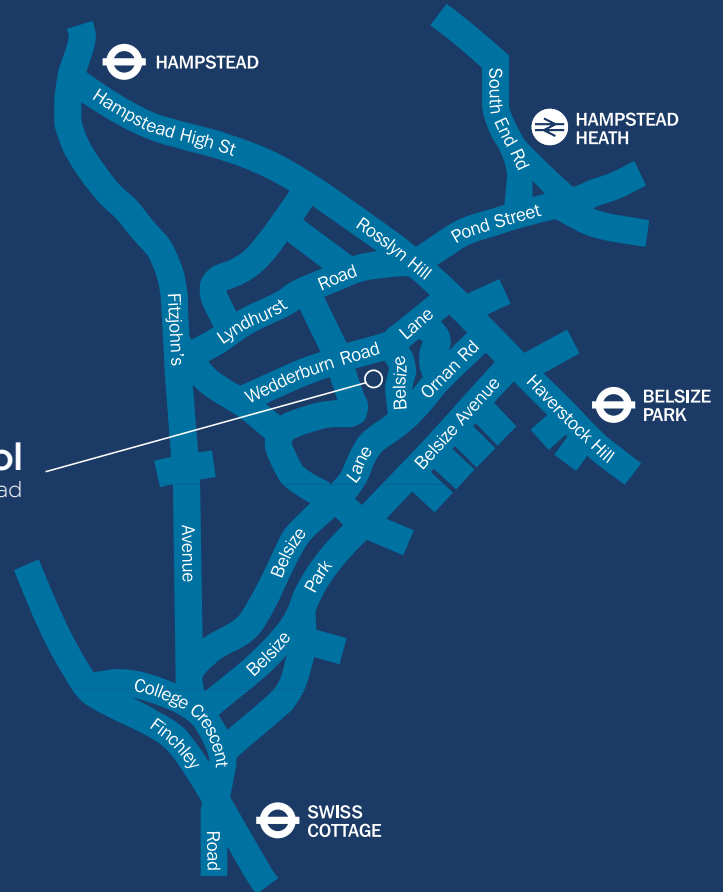 HAMPSTEAD
Hampstead High St
South End Rd
HAMPSTEAD
HEATH
Pond Street
Rosslyn Hill
Lyndhurst Road
Fitzjohn's
Wedderburn Road
Belsize Lane
Ornan Rd
Belsize Avenue
Haverstock Hill
BELSIZE
PARK
ol
ad
Avenue
Belsize Lane
Belsize Park
College Crescent
Finchley
Road
SWISS
COTTAGE